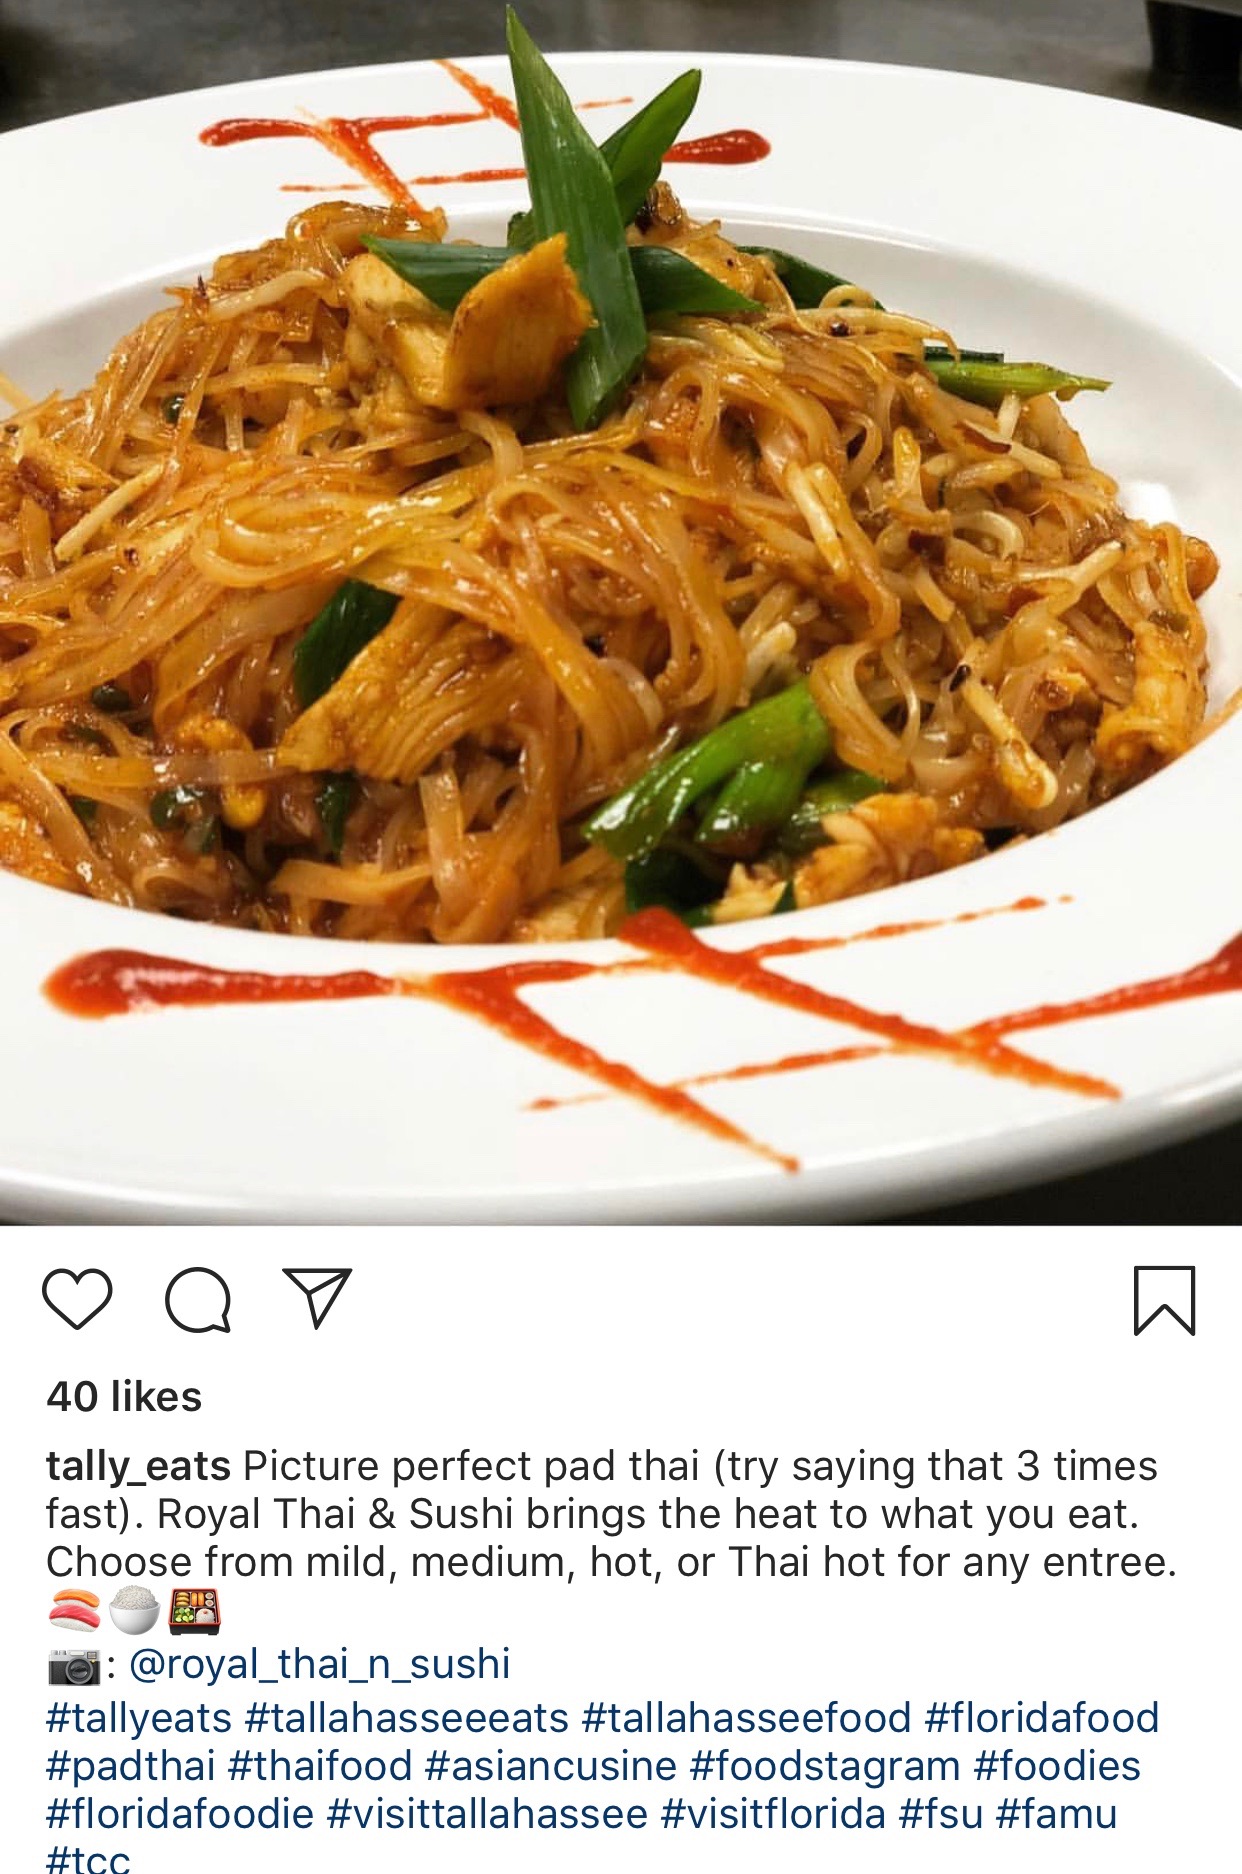 40 likes
tally_eats Picture perfect pad thai (try saying that 3 times
fast). Royal Thai & Sushi brings the heat to what you eat.
Choose from mild, medium, hot, or Thai hot for any entree.
🍣🍚🍱
📷: @royal_thai_n_sushi
#tallyeats #tallahasseeeats #tallahasseefood #floridafood
#padthai #thaifood #asiancusine #foodstagram #foodies
#floridafoodie #visittallahassee #visitflorida #fsu #famu
#tcc